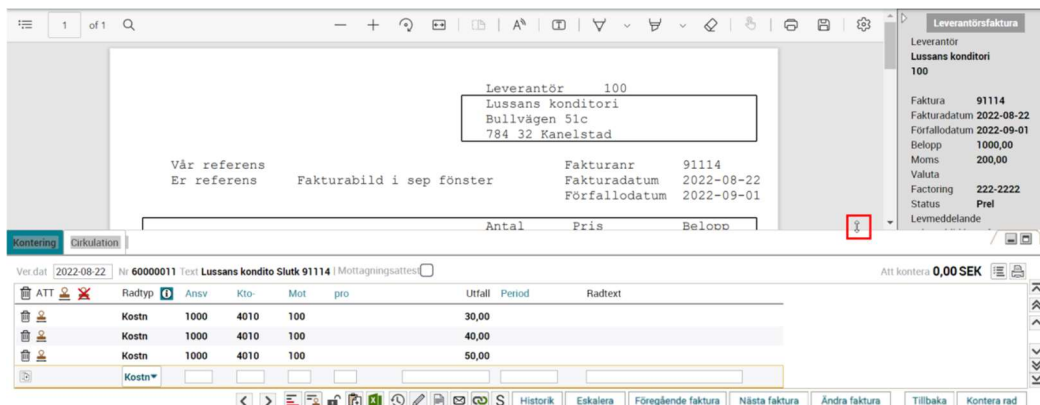 1 of 1
Leverantörsfaktura
Leverantör
Lussans konditori
100
Faktura 91114
Fakturadatum 2022-08-22
Förfallodatum 2022-09-01
Belopp 1000,00
Moms 200,00
Valuta
Factoring 222-2222
Status Prel
Levmeddelande
Leverantör 100
Lussans konditori
Bullvägen 51c
784 32 Kanelstad
Vår referens Fakturanr 91114
Er referens Fakturabild i sep fönster Fakturadatum 2022-08-22
Förfallodatum 2022-09-01
Antal Pris Belopp
Kontering Cirkulation
Ver.dat 2022-08-22 Nr 60000011 Text Lussans kondito Slutk 91114 | Mottagningsattest Att kontera 0,00 SEK
ATT Radtyp Ansv Kto- Mot pro Utfall Period Radtext
Kostn 1000 4010 100 30,00
Kostn 1000 4010 100 40,00
Kostn 1000 4010 100 50,00
Kostn
S Historik Eskalera Föregående faktura Nästa faktura Ändra faktura Tillbaka Kontera rad